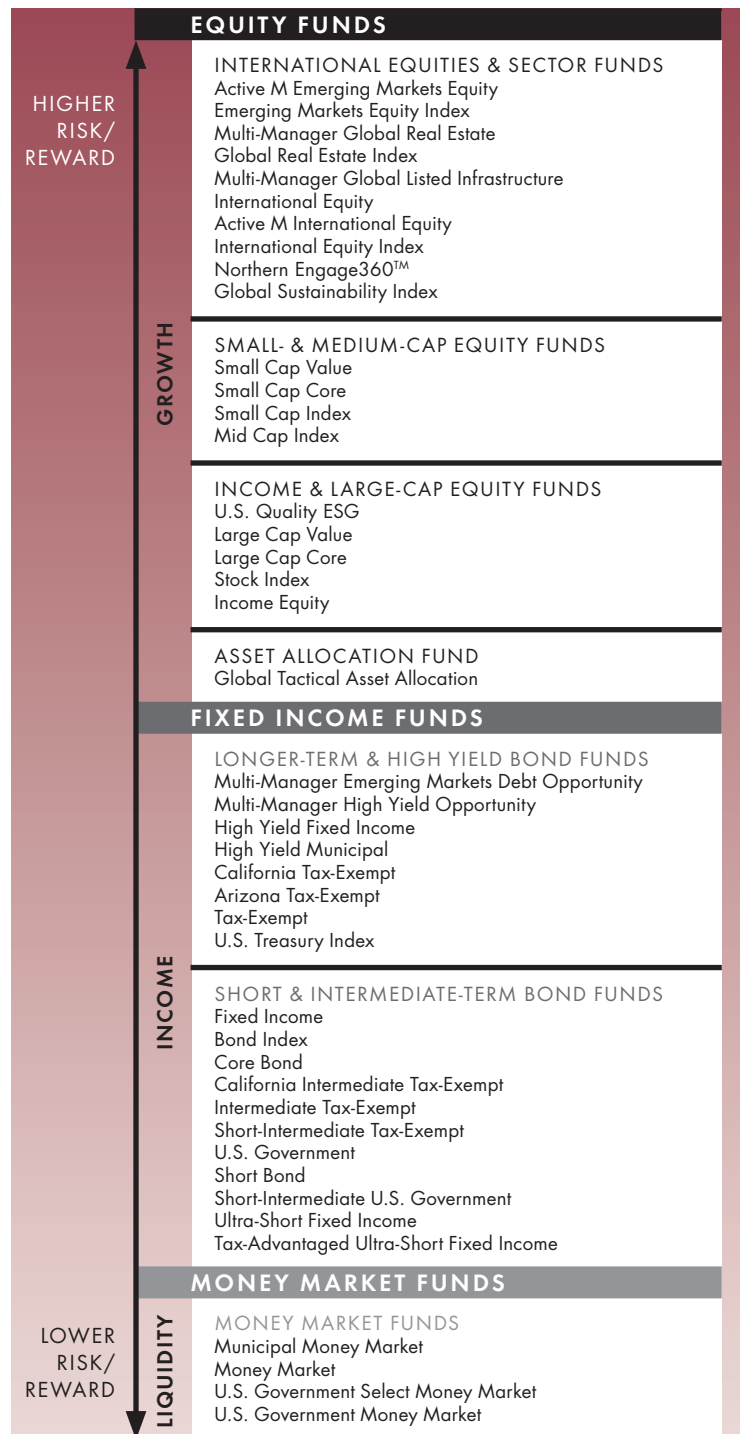 EQUITY FUNDS
HIGHER
RISK/
REWARD
GROWTH
INTERNATIONAL EQUITIES & SECTOR FUNDS
Active M Emerging Markets Equity
Emerging Markets Equity Index
Multi-Manager Global Real Estate
Global Real Estate Index
Multi-Manager Global Listed Infrastructure
International Equity
Active M International Equity
International Equity Index
Northern Engage360™
Global Sustainability Index
SMALL- & MEDIUM-CAP EQUITY FUNDS
Small Cap Value
Small Cap Core
Small Cap Index
Mid Cap Index
INCOME & LARGE-CAP EQUITY FUNDS
U.S. Quality ESG
Large Cap Value
Large Cap Core
Stock Index
Income Equity
ASSET ALLOCATION FUND
Global Tactical Asset Allocation
FIXED INCOME FUNDS
INCOME
LONGER-TERM & HIGH YIELD BOND FUNDS
Multi-Manager Emerging Markets Debt Opportunity
Multi-Manager High Yield Opportunity
High Yield Fixed Income
High Yield Municipal
California Tax-Exempt
Arizona Tax-Exempt
Tax-Exempt
U.S. Treasury Index
SHORT & INTERMEDIATE-TERM BOND FUNDS
Fixed Income
Bond Index
Core Bond
California Intermediate Tax-Exempt
Intermediate Tax-Exempt
Short-Intermediate Tax-Exempt
U.S. Government
Short Bond
Short-Intermediate U.S. Government
Ultra-Short Fixed Income
Tax-Advantaged Ultra-Short Fixed Income
MONEY MARKET FUNDS
LOWER
RISK/
REWARD
LIQUIDITY
MONEY MARKET FUNDS
Municipal Money Market
Money Market
U.S. Government Select Money Market
U.S. Government Money Market